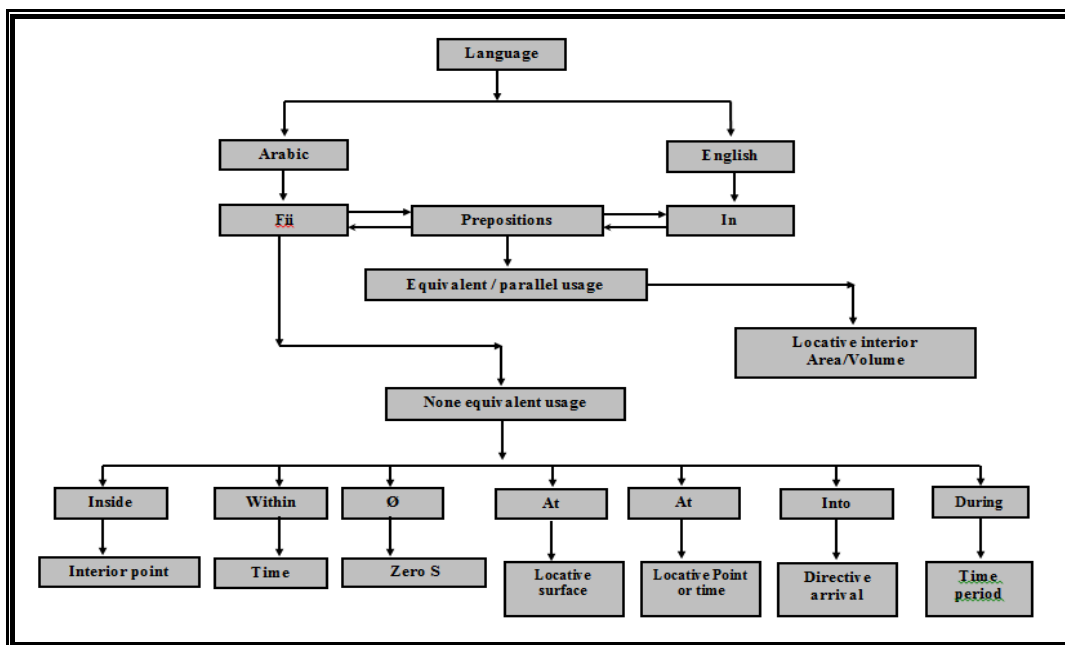 Language
Arabic
English
Fii
Prepositions
In
Equivalent / parallel usage
Locative interior
Area/Volume
None equivalent usage
Inside
Within
Ø
At
At
Into
During
Interior point
Time
Zero S
Locative
surface
Locative Point
or time
Directive
arrival
Time
period